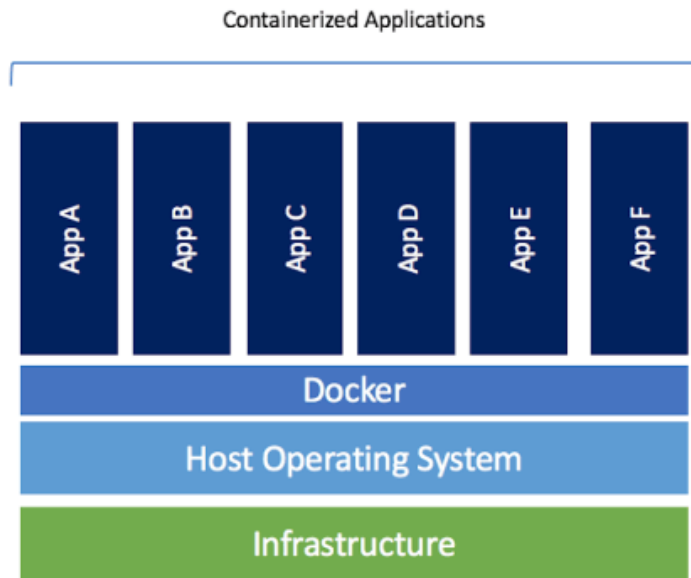 Containerized Applications
App A
App B
App C
App D
App E
App F
Docker
Host Operating System
Infrastructure